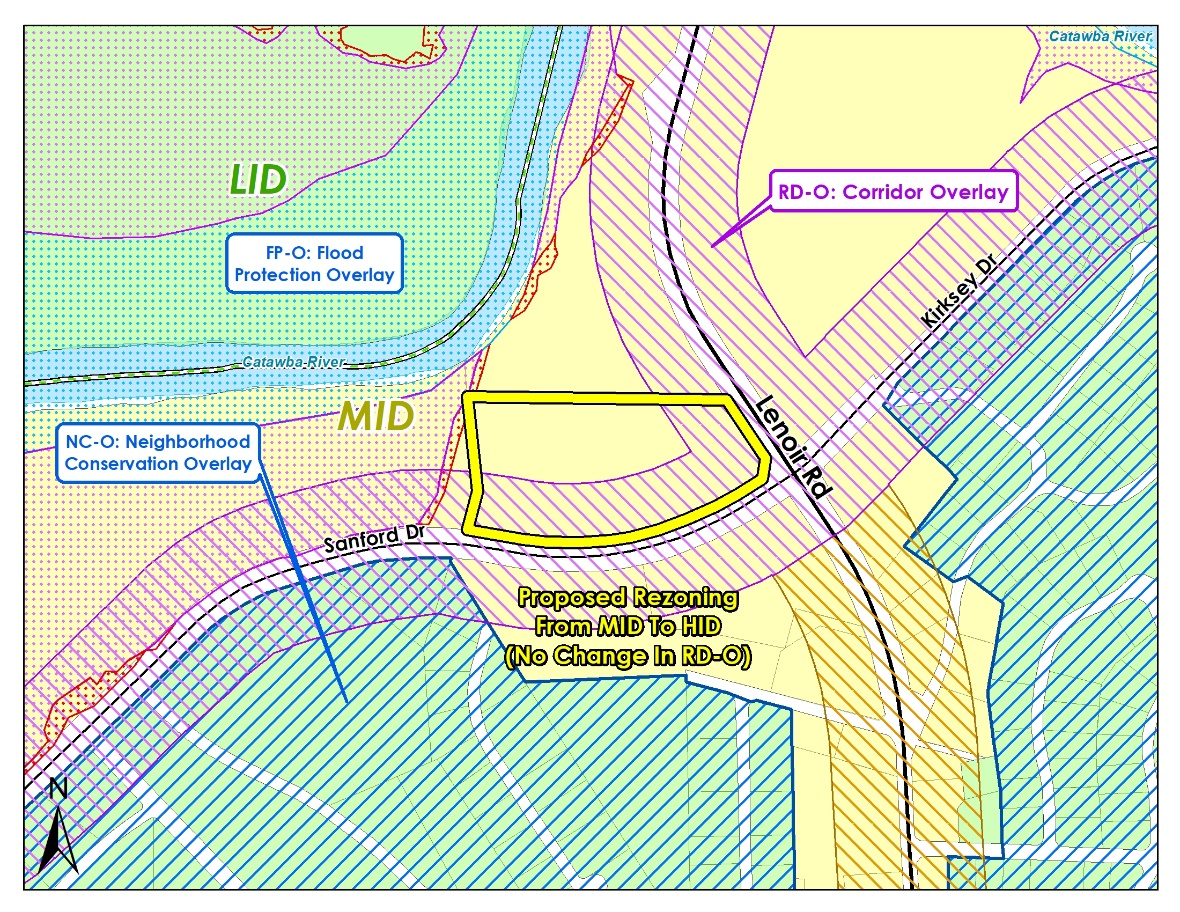 Catawba River
LID
RD-O: Corridor Overlay
FP-O: Flood
Protection Overlay
Kirksey Dr
Catawba River
MID
Lenoir Rd
NC-O: Neighborhood
Conservation Overlay
Sanford Dr
Proposed Rezoning
From MID To HID
(No Change In RD-O)
N